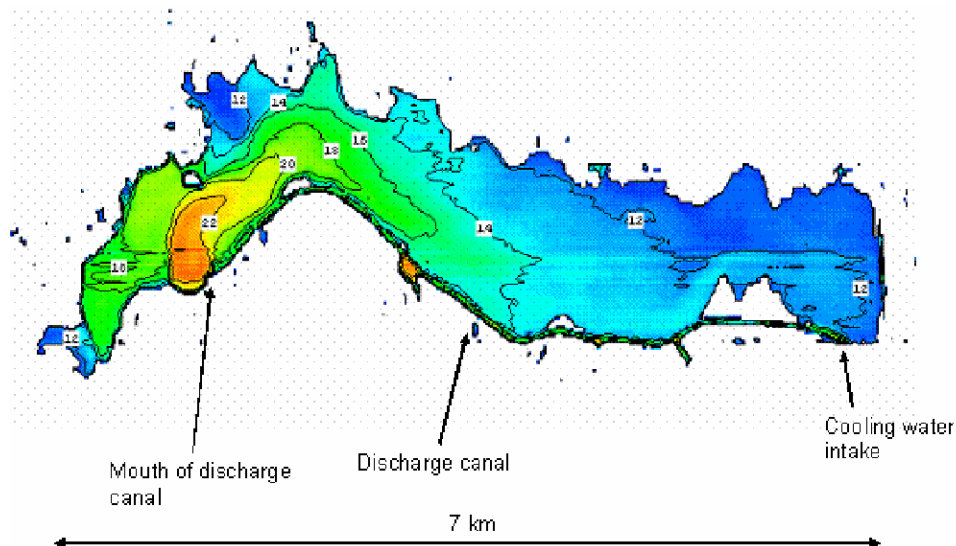 12
14
16
18
20
22
14
12
18
12
12
Cooling water
intake
Discharge canal
Mouth of discharge
canal
7 km